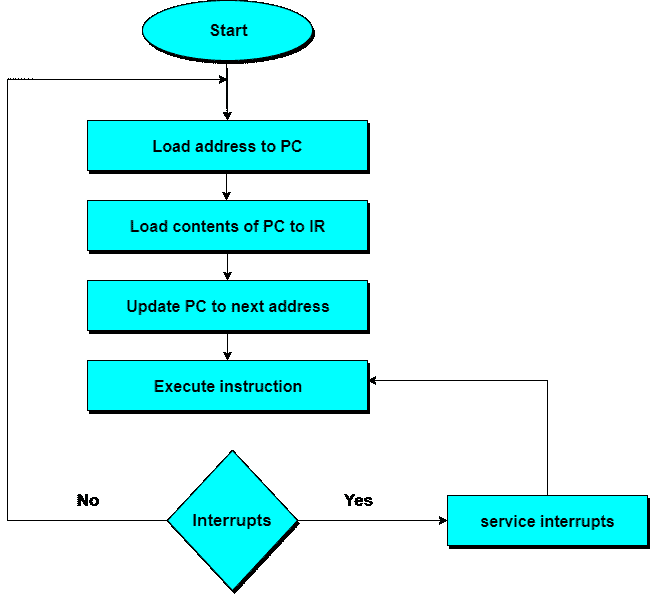 Start
Load address to PC
Load contents of PC to IR
Update PC to next address
Execute instruction
No
Interrupts
Yes
service interrupts